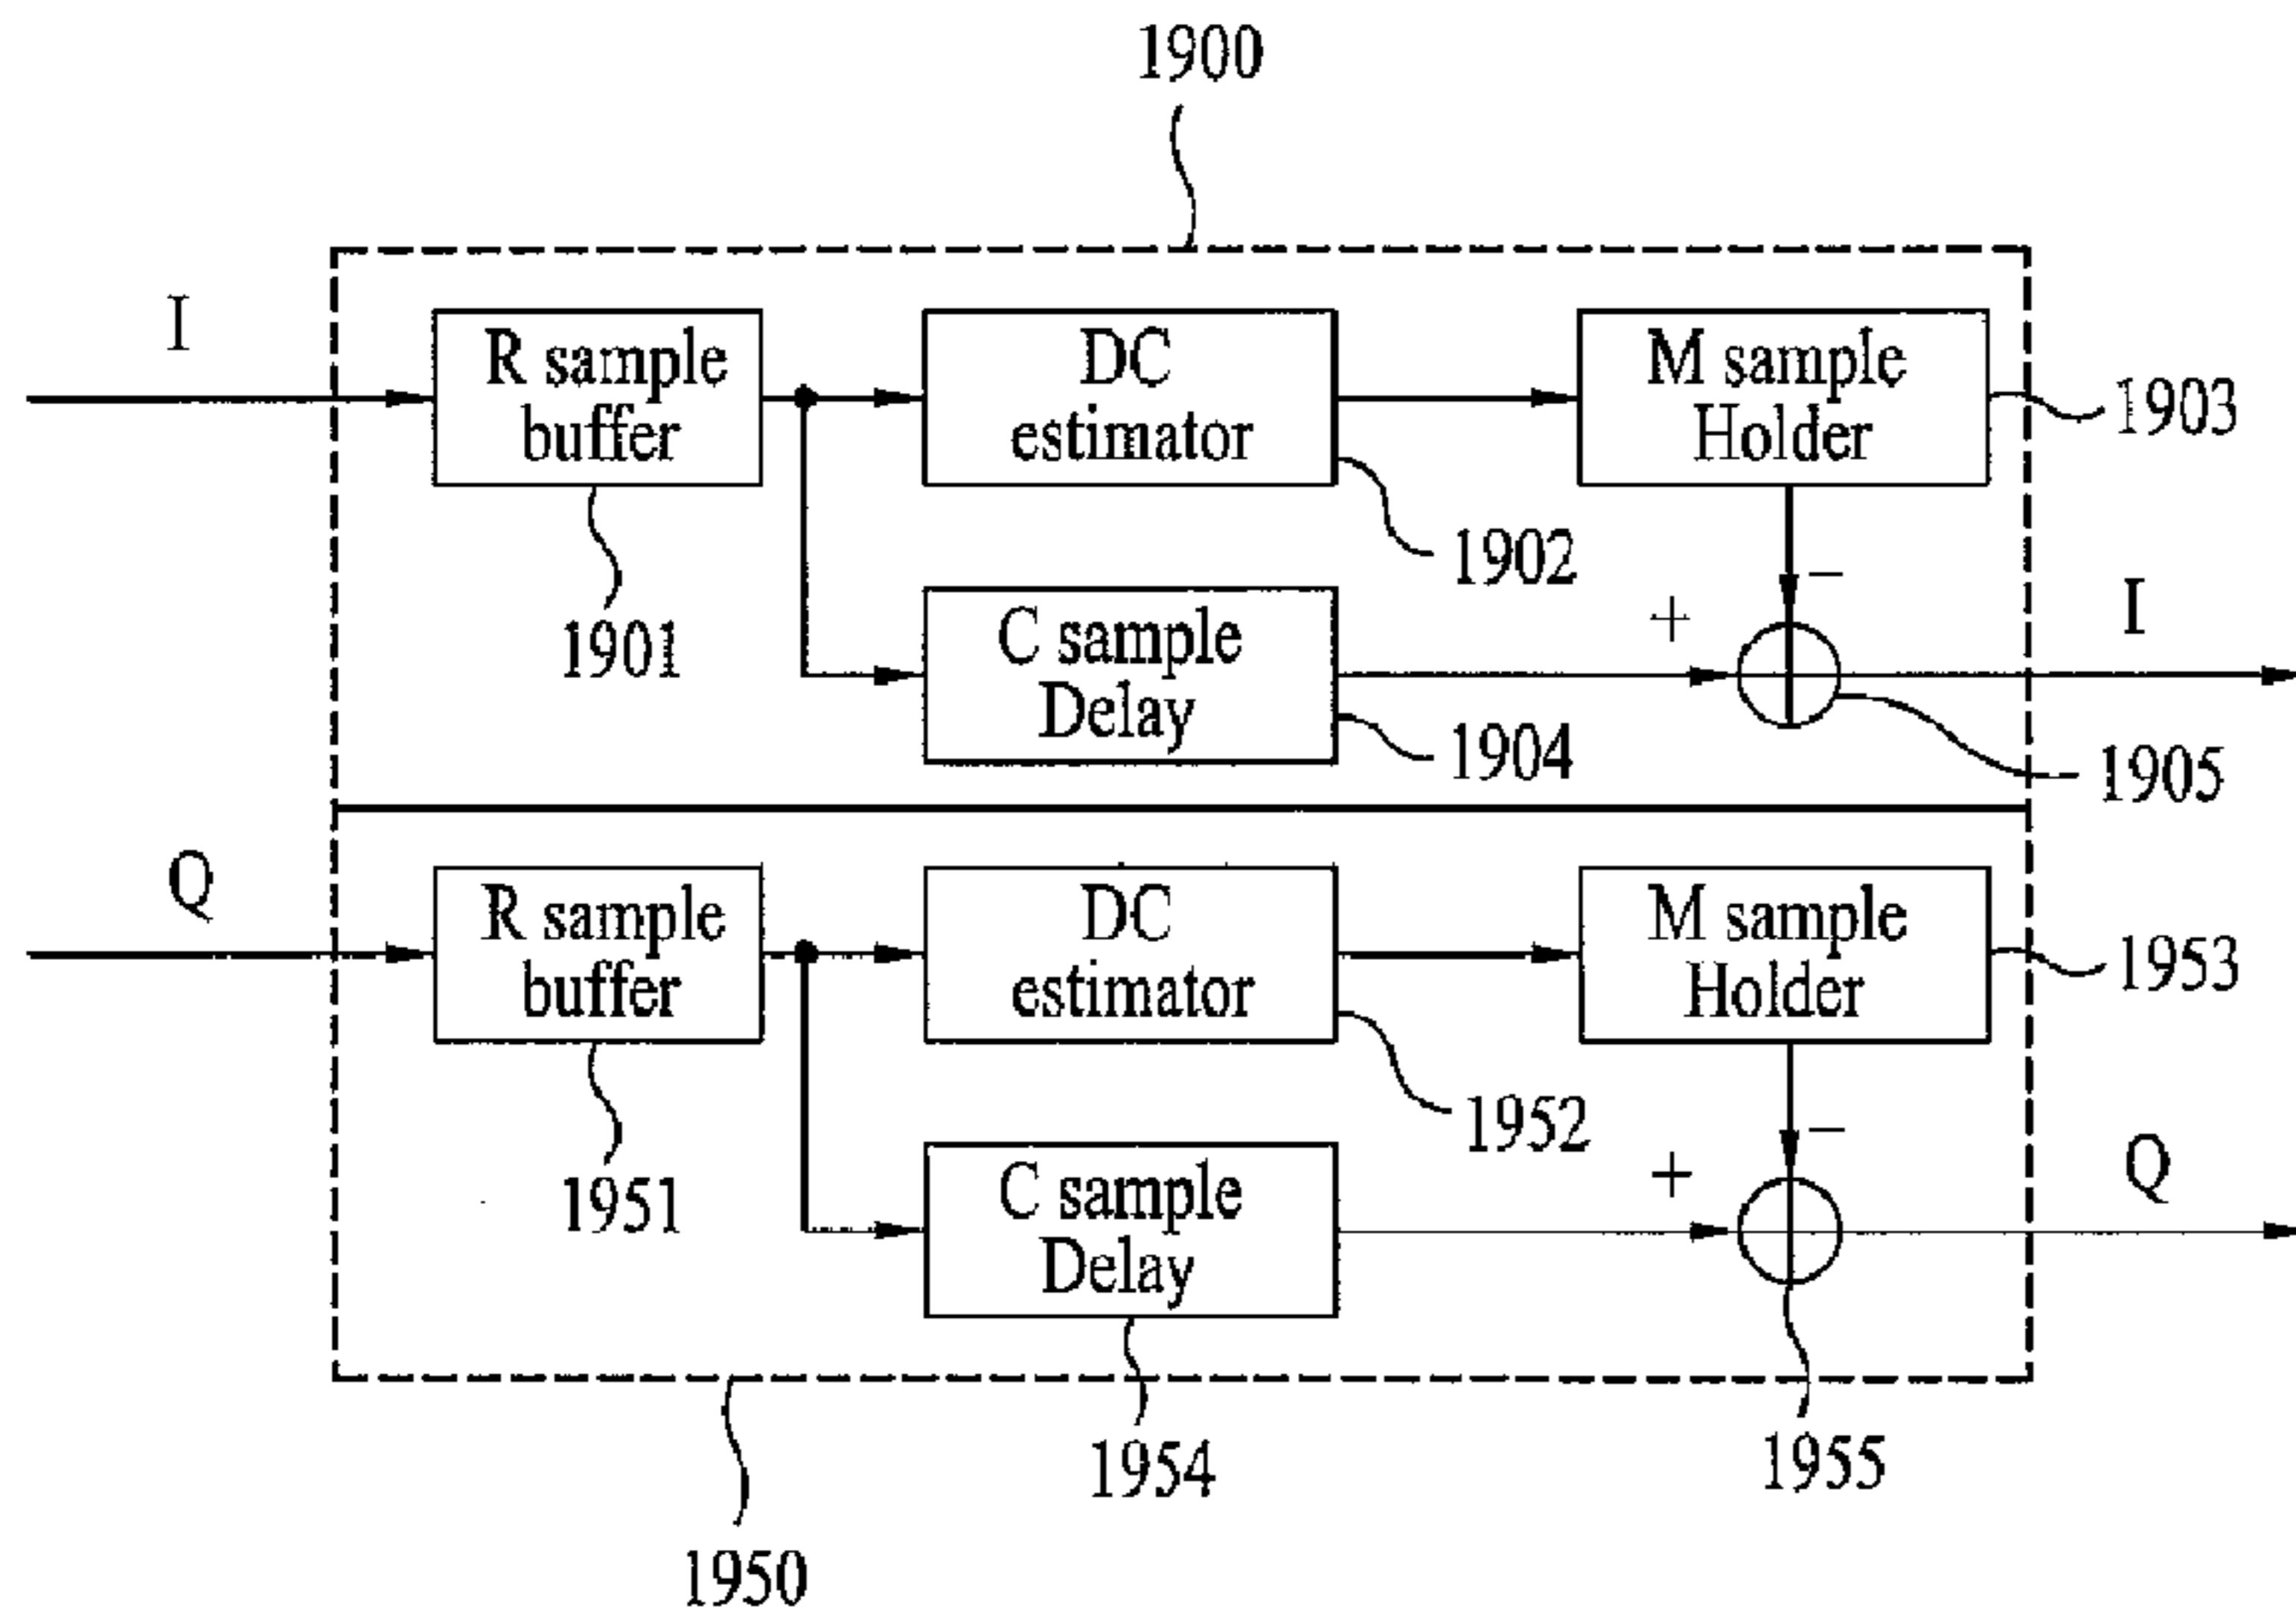 1900
I
R sample
buffer
DC
estimator
M sample
Holder
1903
1902
−
+
I
1901
C sample
Delay
1904
1905
Q
R sample
buffer
DC
estimator
M sample
Holder
1953
1952
−
+
Q
1951
C sample
Delay
1954
1955
1950